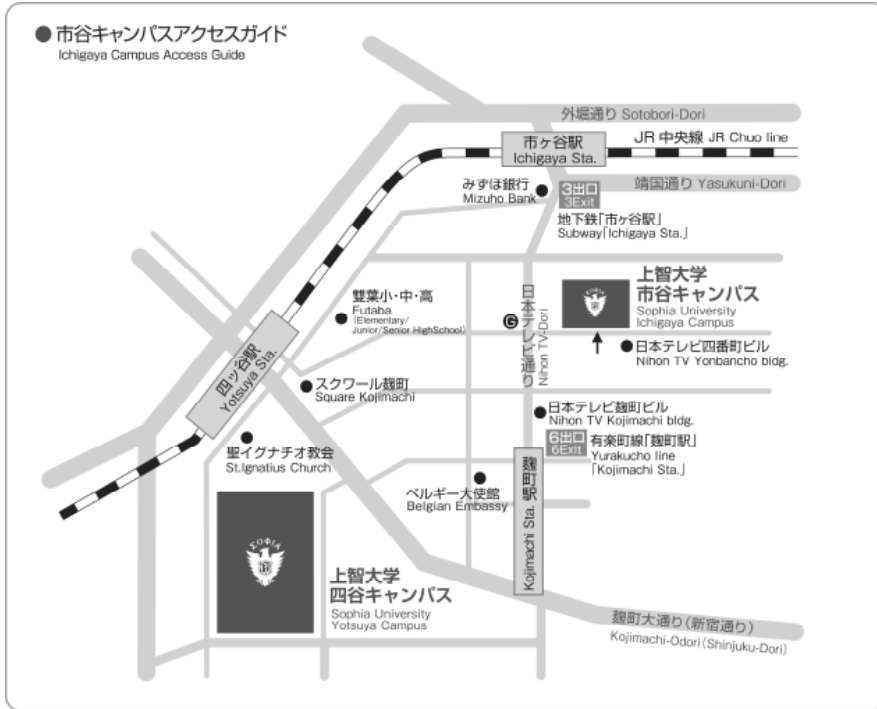 市谷キャンパスアクセスガイド
Ichigaya Campus Access Guide
外堀通り Sotobori-Dori
市ヶ谷駅
Ichigaya Sta.
JR 中央線 JR Chuo line
みずほ銀行
Mizuho Bank
3出口
3Exit
靖国通り Yasukuni-Dori
地下鉄「市ヶ谷駅」
Subway「Ichigaya Sta.」
上智大学
市谷キャンパス
Sophia University
Ichigaya Campus
雙葉小・中・高
Futaba
(Elementary/
Junior/Senior HighSchool)
G
日本テレビ通り
Nihon TV-Dori
日本テレビ四番町ビル
Nihon TV Yonbancho bldg.
四ッ谷駅
Yotsuya Sta.
スクワール麹町
Square Kojimachi
日本テレビ麹町ビル
Nihon TV Kojimachi bldg.
6出口
6Exit
有楽町線「麹町駅」
Yurakucho line
「Kojimachi Sta.」
聖イグナチオ教会
St.Ignatius Church
ベルギー大使館
Belgian Embassy
麹町駅
Kojimachi Sta.
ΣΟΦΙΑ
上智大学
四谷キャンパス
Sophia University
Yotsuya Campus
麹町大通り(新宿通り)
Kojimachi-Odori(Shinjuku-Dori)